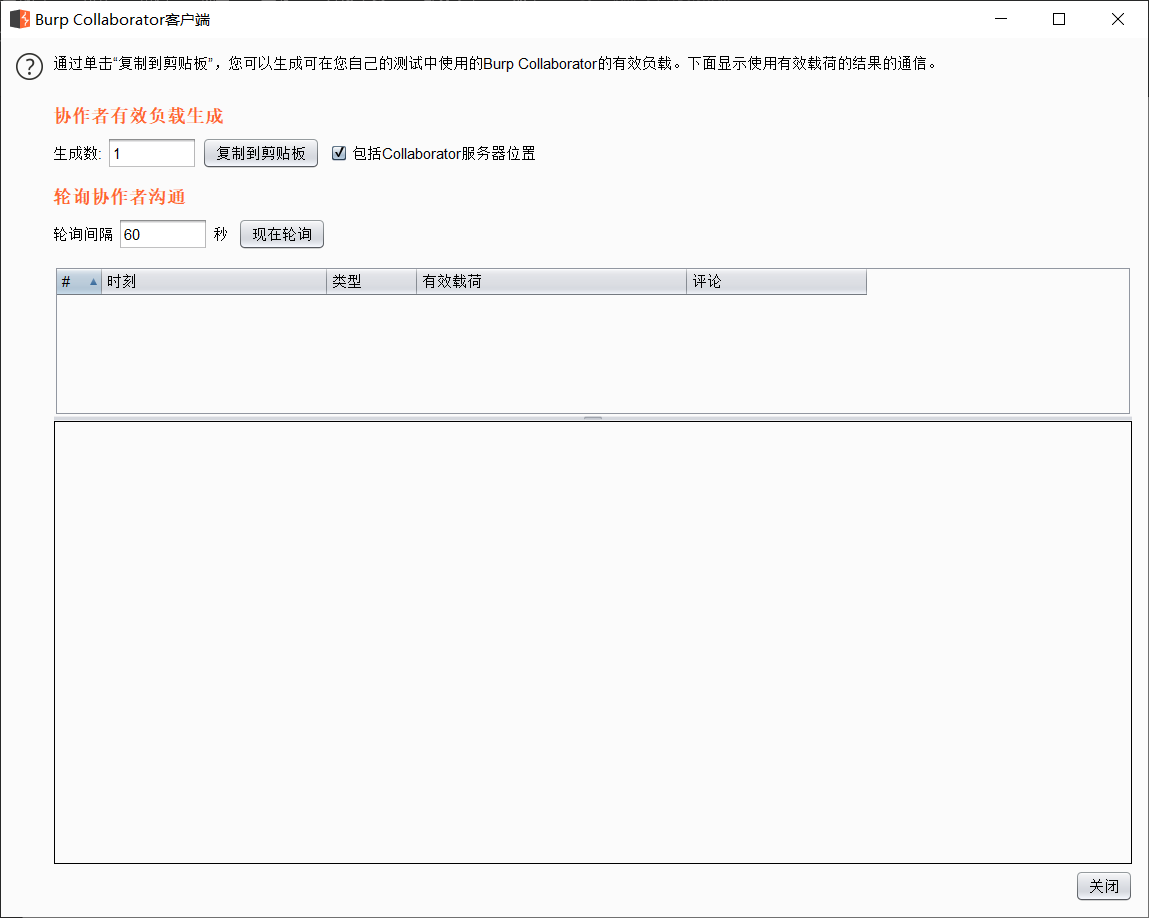 Burp Collaborator客户端
通过单击“复制到剪贴板”，您可以生成可在您自己的测试中使用的Burp Collaborator的有效负载。下面显示使用有效载荷的结果的通信。
协作者有效负载生成
生成数: 1 复制到剪贴板 包括Collaborator服务器位置
轮询协作者沟通
轮询间隔 60 秒 现在轮询
# 时刻 类型 有效载荷 评论
关闭